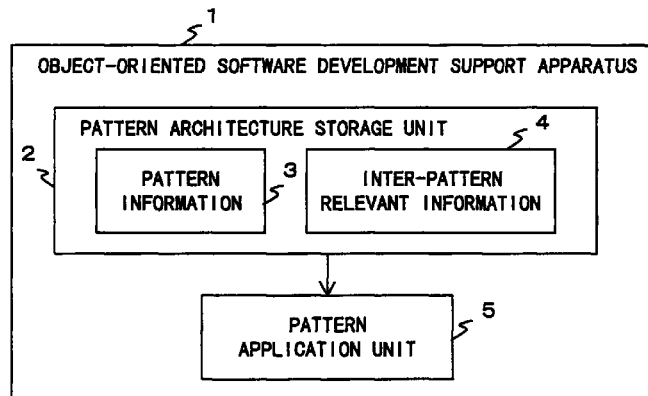 1
OBJECT-ORIENTED SOFTWARE DEVELOPMENT SUPPORT APPARATUS
PATTERN ARCHITECTURE STORAGE UNIT
4
2
PATTERN
INFORMATION
3
INTER-PATTERN
RELEVANT INFORMATION
PATTERN
APPLICATION UNIT
5